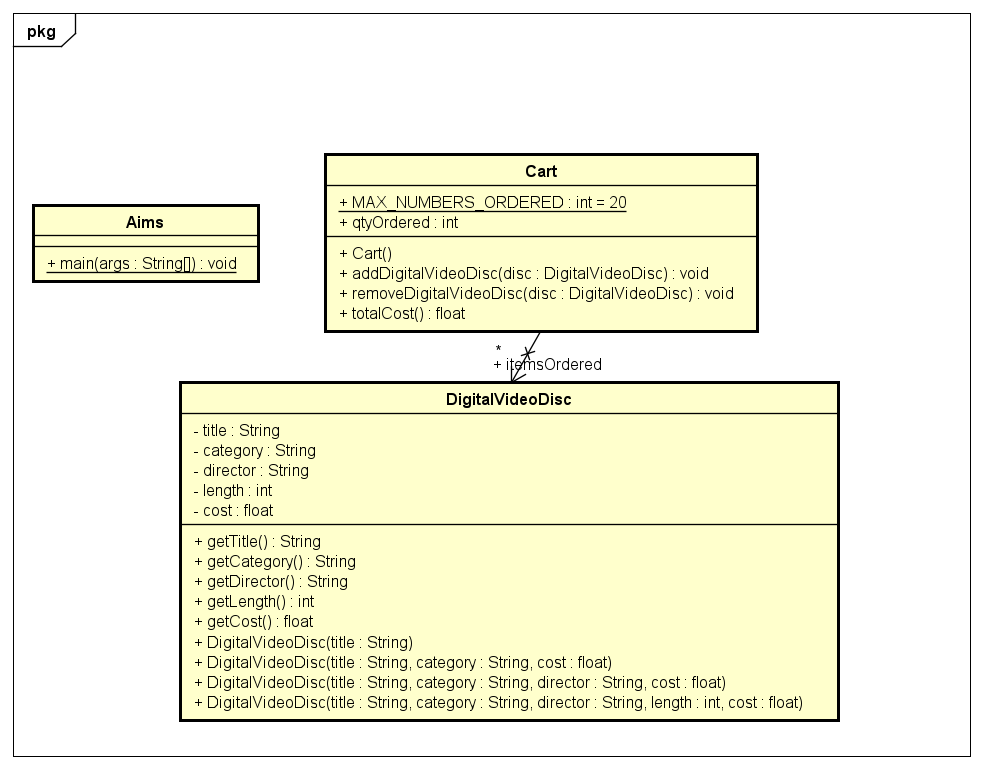 pkg
Aims
+ main(args : String[]) : void
Cart
+ MAX_NUMBERS_ORDERED : int = 20
+ qtyOrdered : int
+ Cart()
+ addDigitalVideoDisc(disc : DigitalVideoDisc) : void
+ removeDigitalVideoDisc(disc : DigitalVideoDisc) : void
+ totalCost() : float
*
+ itemsOrdered
DigitalVideoDisc
- title : String
- category : String
- director : String
- length : int
- cost : float
+ getTitle() : String
+ getCategory() : String
+ getDirector() : String
+ getLength() : int
+ getCost() : float
+ DigitalVideoDisc(title : String)
+ DigitalVideoDisc(title : String, category : String, cost : float)
+ DigitalVideoDisc(title : String, category : String, director : String, cost : float)
+ DigitalVideoDisc(title : String, category : String, director : String, length : int, cost : float)